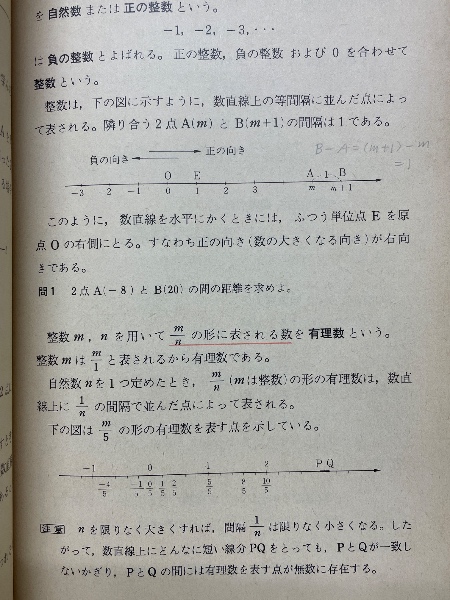 を 自然数 または 正の整数 という。
−1, −2, −3, ･･･
は 負の整数 とよばれる。 正の整数, 負の整数 および 0 を合わせて
整数 という。
整数は, 下の図に示すように, 数直線上の等間隔に並んだ点によっ
て表される。隣り合う2点 A(m) と B(m+1) の間隔は1である。
B−A=(m+1)−m
=1
負の向き ← → 正の向き
O E A 1 B
−3 −2 −1 0 1 2 3 m m+1
このように, 数直線を水平にかくときには, ふつう単位点 E を原
点 O の右側にとる。すなわち正の向き(数の大きくなる向き)が右向
きである。
問1 2点 A(−8) と B(20) の間の距離を求めよ。
整数 m, n を用いて m/n の形に表される数を 有理数 という。
整数 m は m/1 と表されるから有理数である。
自然数 n を1つ定めたとき, m/n (m は整数) の形の有理数は, 数直
線上に 1/n の間隔で並んだ点によって表される。
下の図は m/5 の形の有理数を表す点を示している。
−1 0 1 2 P Q
−4/5 −1/5 0/5 1/5 2/5 5/5 8/5 10/5
注意 n を限りなく大きくすれば, 間隔 1/n は限りなく小さくなる。した
がって, 数直線上にどんなに短い線分 PQ をとっても, P と Q が一致し
ないかぎり, P と Q の間には有理数を表す点が無数に存在する。